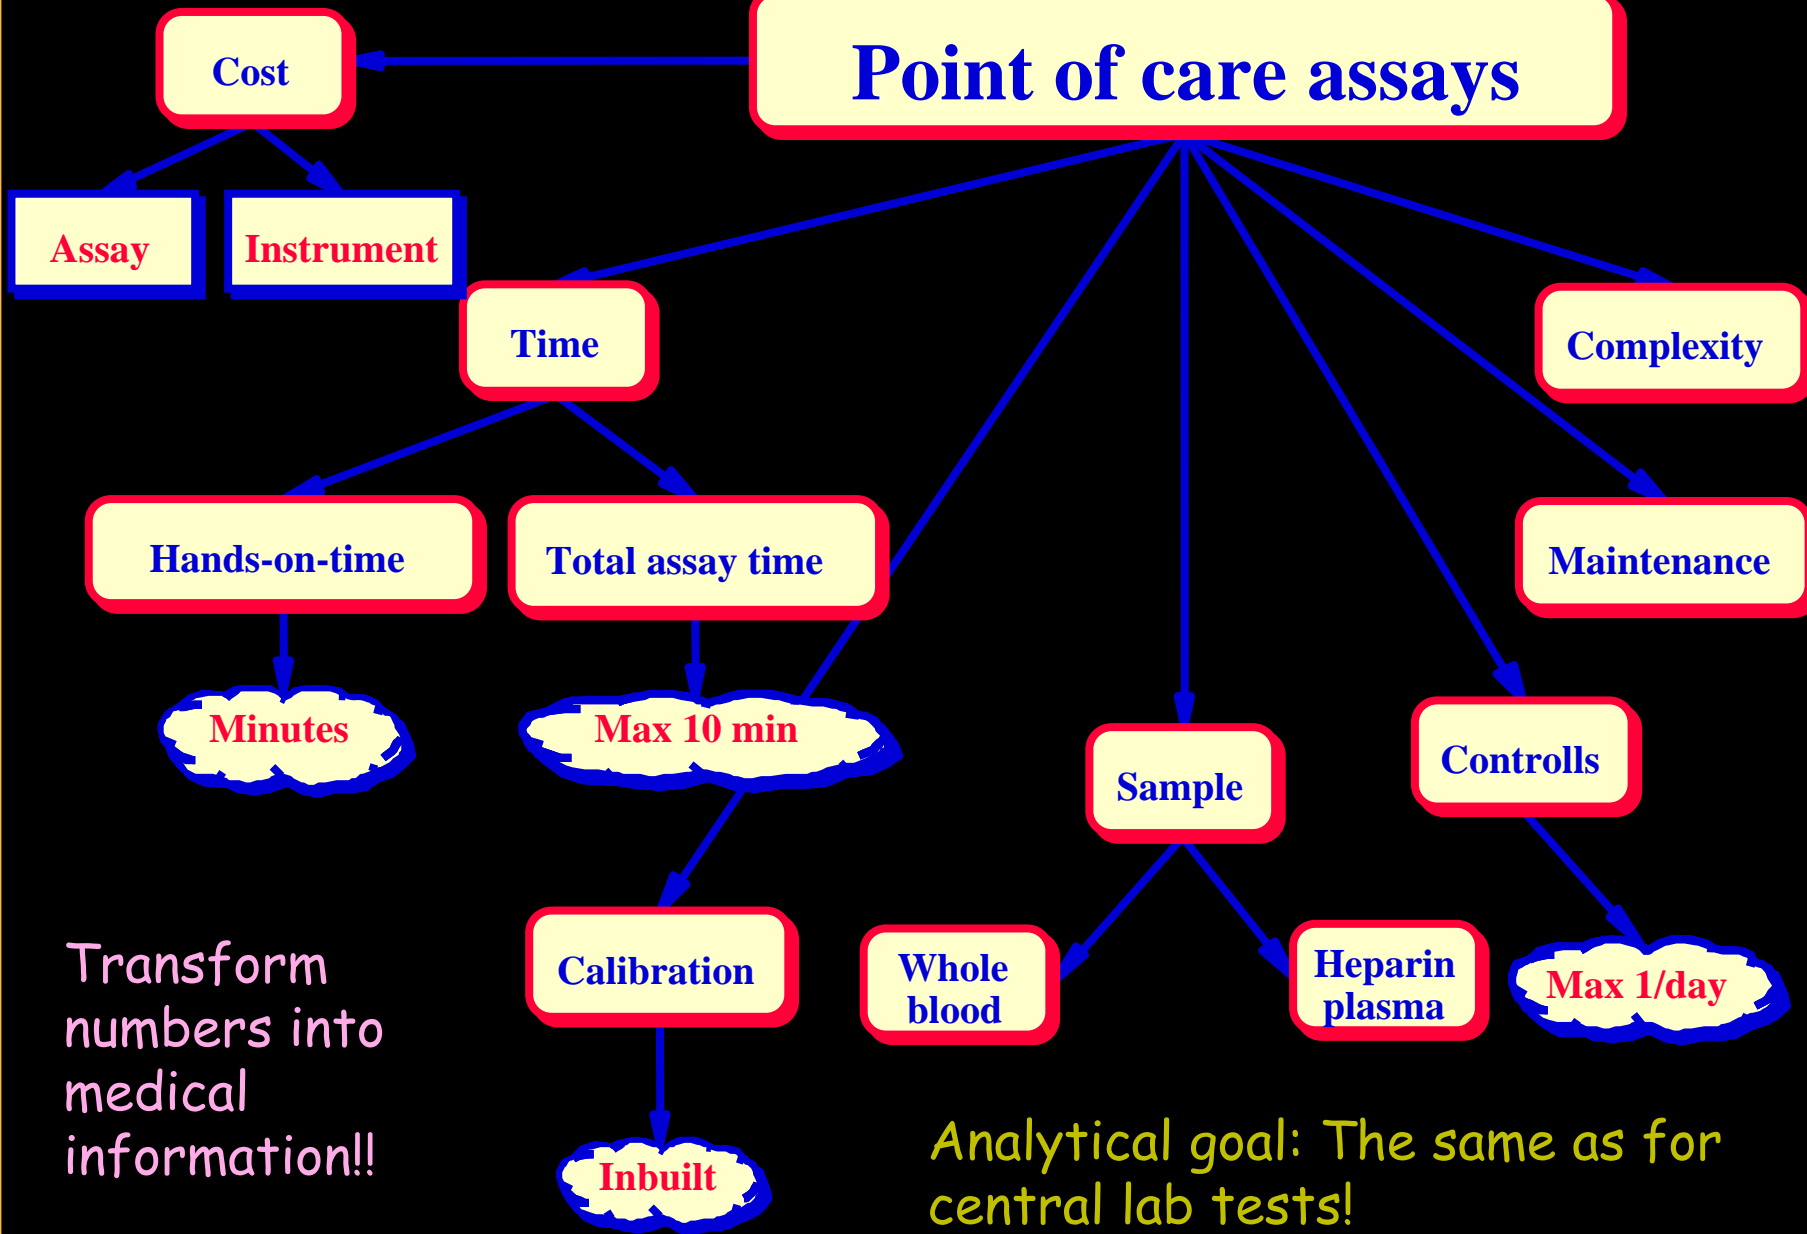 Point of care assays
Cost
Assay
Instrument
Time
Complexity
Hands-on-time
Total assay time
Maintenance
Minutes
Max 10 min
Sample
Controlls
Calibration
Whole
blood
Heparin
plasma
Max 1/day
Inbuilt
Transform
numbers into
medical
information!!
Analytical goal: The same as for
central lab tests!